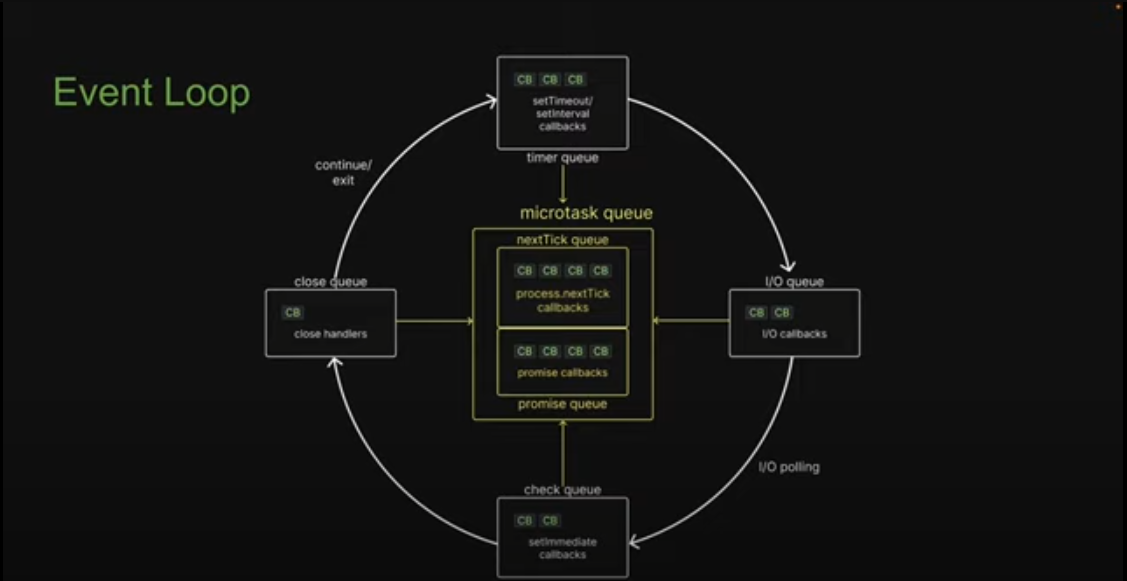 Event Loop
CB CB CB
setTimeout/
setInterval
callbacks
timer queue
continue/
exit
microtask queue
nextTick queue
CB CB CB CB
process.nextTick
callbacks
CB CB CB CB
promise callbacks
promise queue
close queue
CB
close handlers
I/O queue
CB CB
I/O callbacks
I/O polling
check queue
CB CB
setImmediate
callbacks